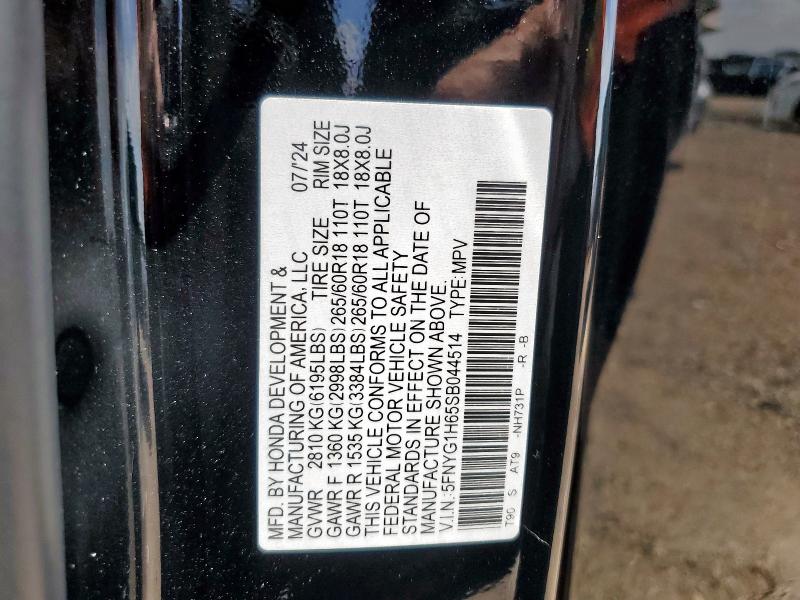 MFD. BY HONDA DEVELOPMENT &
MANUFACTURING OF AMERICA, LLC 07/'24
GVWR 2810 KG(6195LBS) TIRE SIZE RIM SIZE
GAWR F 1360 KG(2998LBS) 265/60R18 110T 18X8.0J
GAWR R 1535 KG(3384LBS) 265/60R18 110T 18X8.0J
THIS VEHICLE CONFORMS TO ALL APPLICABLE
FEDERAL MOTOR VEHICLE SAFETY
STANDARDS IN EFFECT ON THE DATE OF
MANUFACTURE SHOWN ABOVE.
V.I.N.:5FNYG1H65SB044514 TYPE:MPV
T90 S AT9 -NH731P -R -B